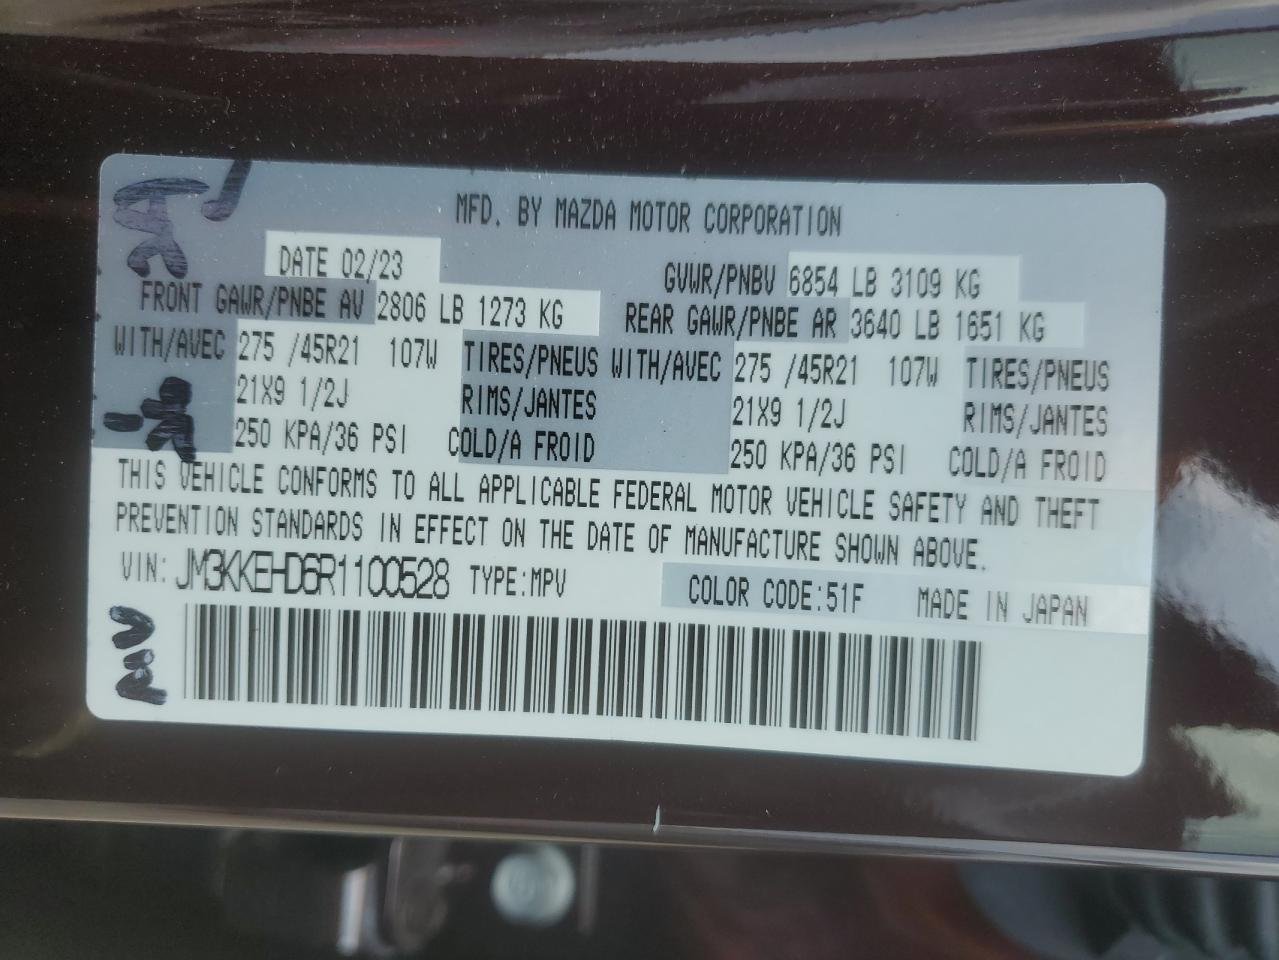 MFD. BY MAZDA MOTOR CORPORATION
DATE 02/23 GVWR/PNBV 6854 LB 3109 KG
FRONT GAWR/PNBE AV 2806 LB 1273 KG REAR GAWR/PNBE AR 3640 LB 1651 KG
WITH/AVEC 275 /45R21 107W TIRES/PNEUS WITH/AVEC 275 /45R21 107W TIRES/PNEUS
21X9 1/2J RIMS/JANTES 21X9 1/2J RIMS/JANTES
250 KPA/36 PSI COLD/A FROID 250 KPA/36 PSI COLD/A FROID
THIS VEHICLE CONFORMS TO ALL APPLICABLE FEDERAL MOTOR VEHICLE SAFETY AND THEFT
PREVENTION STANDARDS IN EFFECT ON THE DATE OF MANUFACTURE SHOWN ABOVE.
VIN: JM3KKEHD6R1100528 TYPE:MPV COLOR CODE:51F MADE IN JAPAN